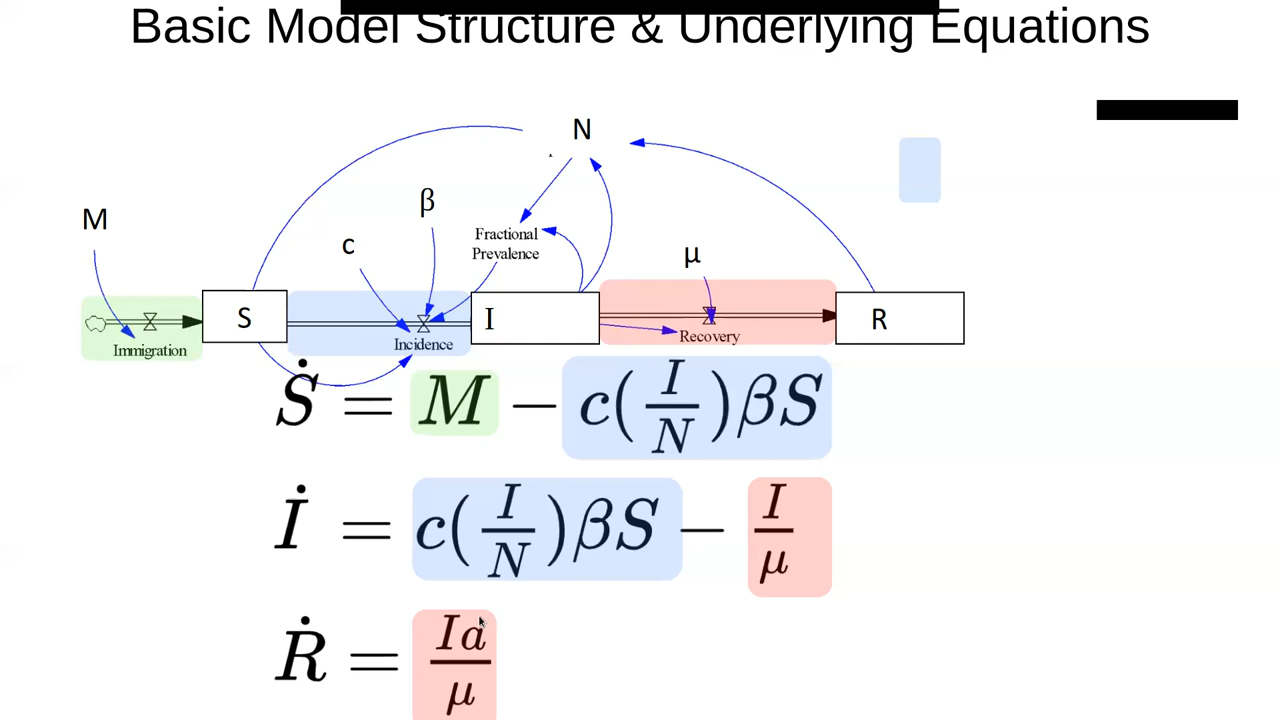 Basic Model Structure & Underlying Equations
N
M
β
c
Fractional
Prevalence
μ
S
I
R
Immigration
Incidence
Recovery
Ṡ = M − c(I/N)βS
İ = c(I/N)βS − I/μ
Ṙ = Ia/μ